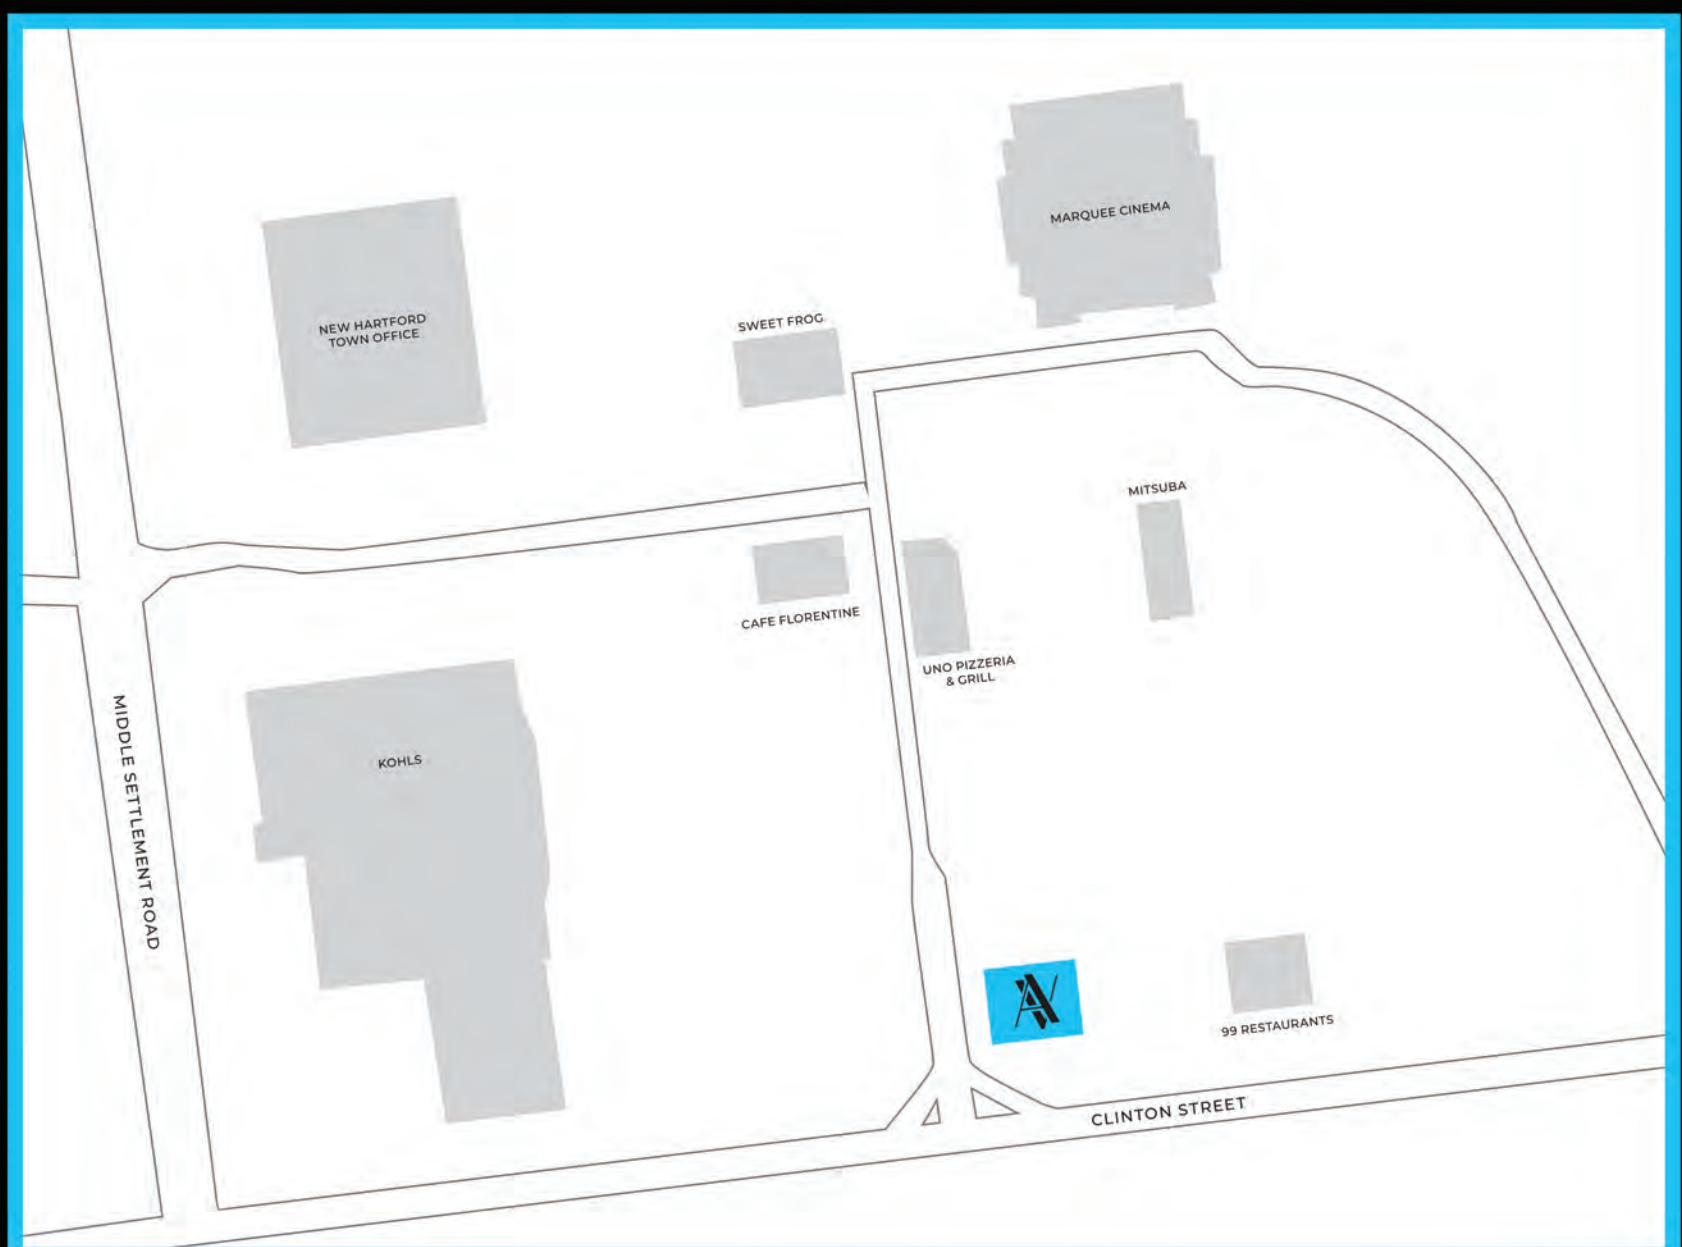 MARQUEE CINEMA
NEW HARTFORD
TOWN OFFICE
SWEET FROG
MITSUBA
CAFE FLORENTINE
UNO PIZZERIA
& GRILL
KOHLS
MIDDLE SETTLEMENT ROAD
99 RESTAURANTS
CLINTON STREET